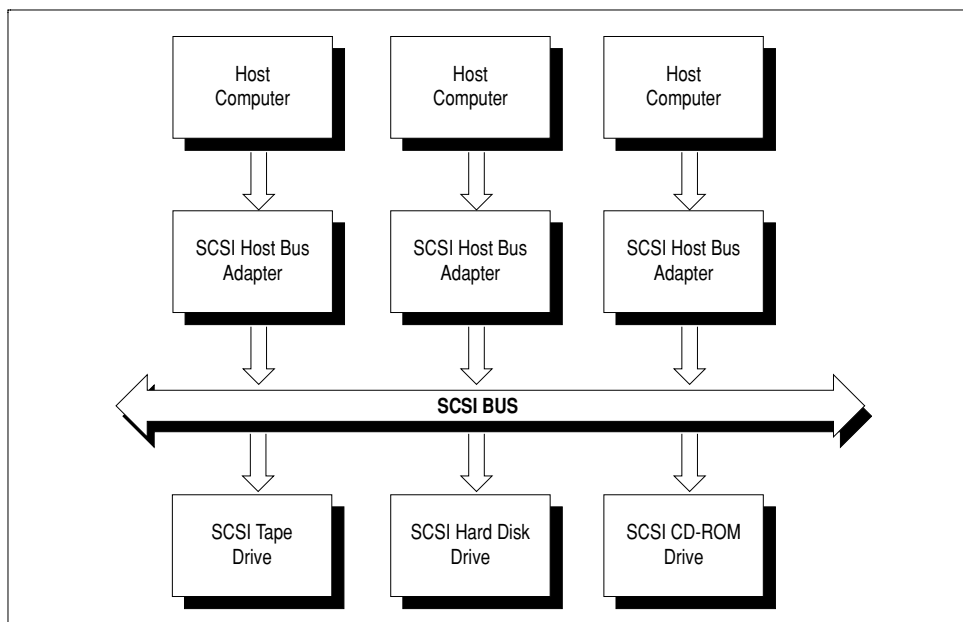 Host
Computer
Host
Computer
Host
Computer
SCSI Host Bus
Adapter
SCSI Host Bus
Adapter
SCSI Host Bus
Adapter
SCSI BUS
SCSI Tape
Drive
SCSI Hard Disk
Drive
SCSI CD-ROM
Drive